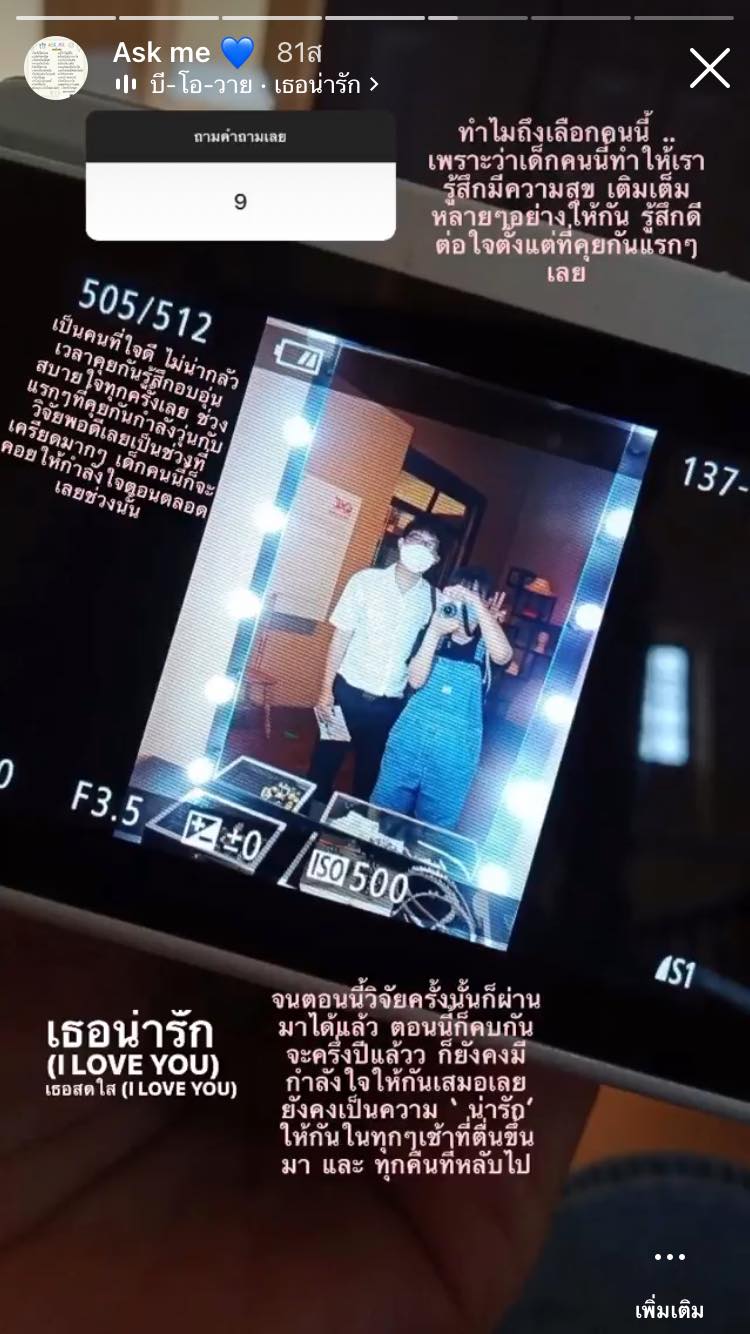 Ask me 💙 81ส
บี-โอ-วาย · เธอน่ารัก >
ถามคำถามเลย
9
ทำไมถึงเลือกคนนี้ ..
เพราะว่าเด็กคนนี้ทำให้เรา
รู้สึกมีความสุข เติมเต็ม
หลายๆอย่างให้กัน รู้สึกดี
ต่อใจตั้งแต่ที่คุยกันแรกๆ
เลย
505/512
เป็นคนที่ใจดี ไม่น่ากลัว
เวลาคุยกันรู้สึกอบอุ่น
สบายใจทุกครั้งเลย ช่วง
แรกๆที่คุยกันกำลังวุ่นกับ
วิจัยพอดีเลยเป็นช่วงที่
เครียดมากๆ เด็กคนนี้ก็จะ
คอยให้กำลังใจตอนตลอด
เลยช่วงนั้น
137-
0
F3.5
±0
ISO 500
S1
เธอน่ารัก
(I LOVE YOU)
เธอสดใส (I LOVE YOU)
จนตอนนี้วิจัยครั้งนั้นก็ผ่าน
มาได้แล้ว ตอนนี้ก็คบกัน
จะครึ่งปีแล้วว ก็ยังคงมี
กำลังใจให้กันเสมอเลย
ยังคงเป็นความ ‘ น่ารัก’
ให้กันในทุกๆเช้าที่ตื่นขึ้น
มา และ ทุกคืนที่หลับไป
เพิ่มเติม